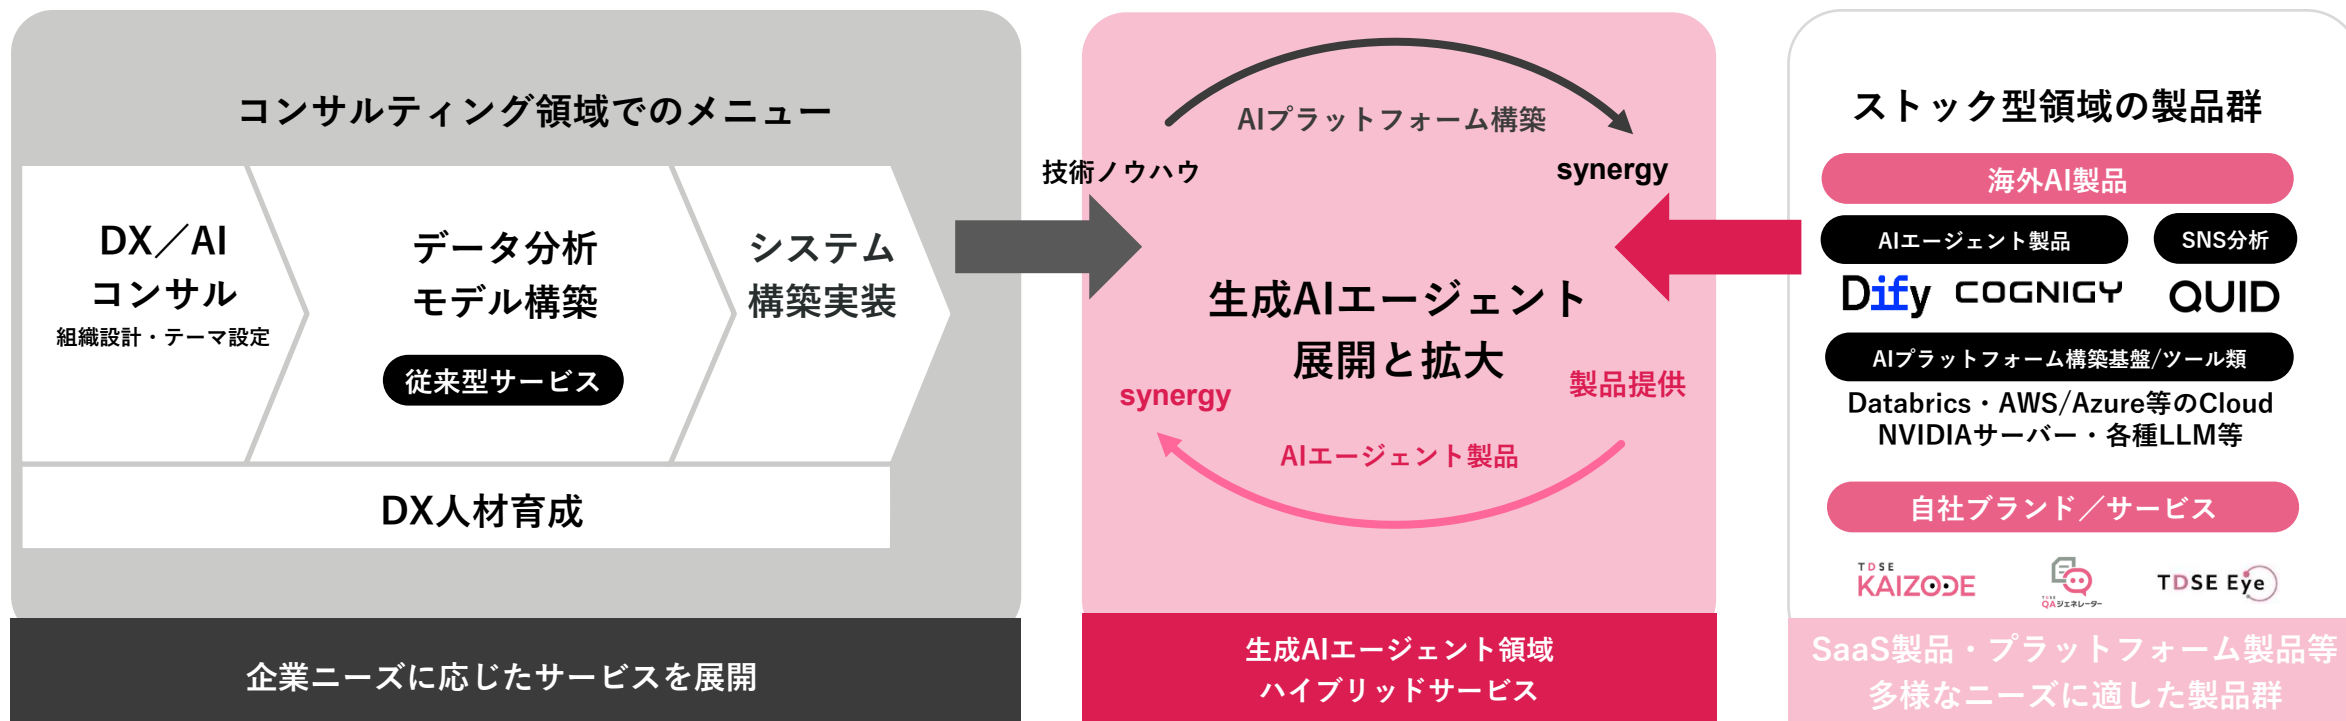 コンサルティング領域でのメニュー
DX／AI
コンサル
組織設計・テーマ設定
データ分析
モデル構築
従来型サービス
システム
構築実装
DX人材育成
企業ニーズに応じたサービスを展開
AIプラットフォーム構築
技術ノウハウ
synergy
生成AIエージェント
展開と拡大
synergy
製品提供
AIエージェント製品
生成AIエージェント領域
ハイブリッドサービス
ストック型領域の製品群
海外AI製品
AIエージェント製品
SNS分析
Dify
COGNIGY
QUID
AIプラットフォーム構築基盤/ツール類
Databrics・AWS/Azure等のCloud
NVIDIAサーバー・各種LLM等
自社ブランド／サービス
TDSE
KAIZODE
TDSE
QAジェネレーター
TDSE Eye
SaaS製品・プラットフォーム製品等
多様なニーズに適した製品群